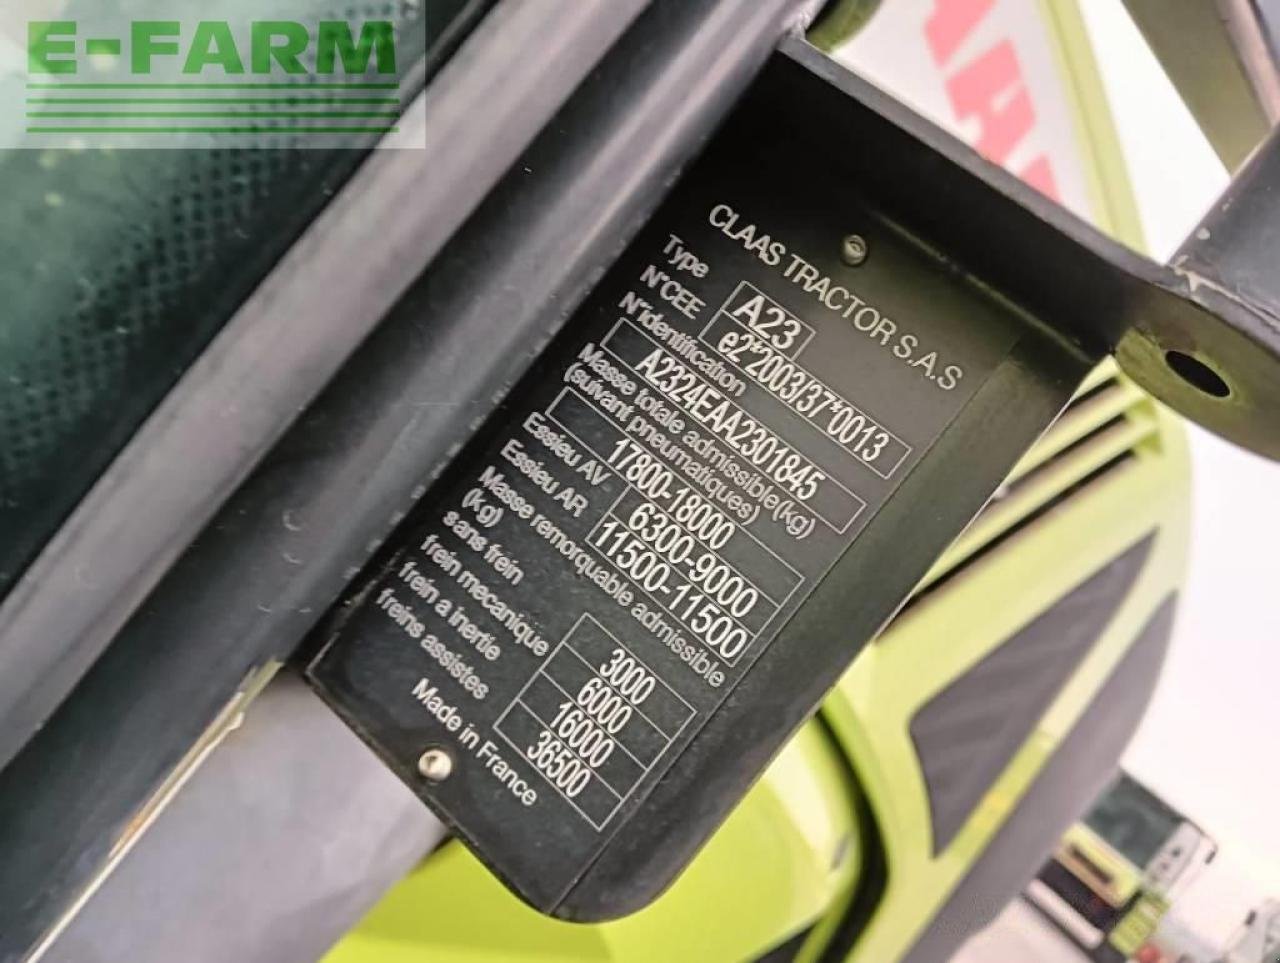 E-FARM
CLAAS TRACTOR S.A.S
Type A23
N°CEE e2*2003/37*0013
N°identification
A2324EAA2301845
Masse totale admissible(kg)
(suivant pneumatiques)
17800-18000
Essieu AV 6300-9000
Essieu AR 11500-11500
Masse remorquable admissible
(kg)
sans frein 3000
frein mecanique 6000
frein a inertie 16000
freins assistes 36500
Made in France